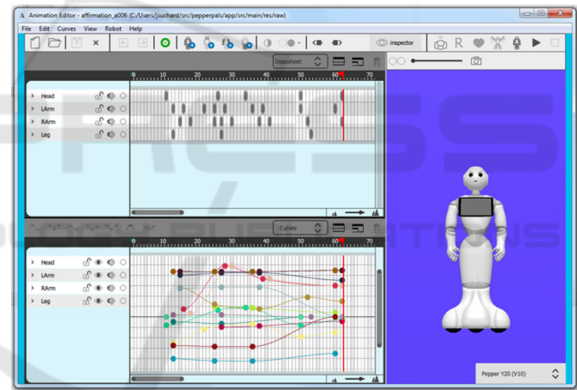 Animation Editor - affirmation_a006 (C:/Users/jouchard/src/pepperpals/app/src/main/res/raw)
File Edit Curves View Robot Help
inspector
R
Dopesheet
0 10 20 30 40 50 60 70
Head
LArm
RArm
Leg
Curves
0 10 20 30 40 50 60 70
Head
LArm
RArm
Leg
Pepper Y20 (V10)